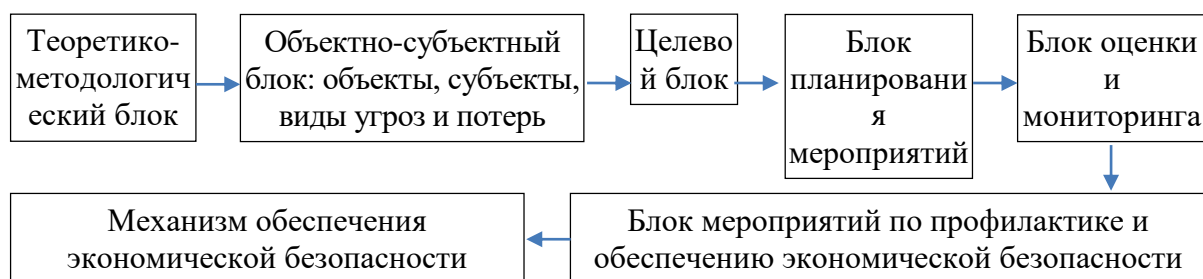 Теоретико-
методологич
еский блок
Объектно-субъектный
блок: объекты, субъекты,
виды угроз и потерь
Целево
й блок
Блок
планировани
я
мероприятий
Блок оценки
и
мониторинга
Механизм обеспечения
экономической безопасности
Блок мероприятий по профилактике и
обеспечению экономической безопасности